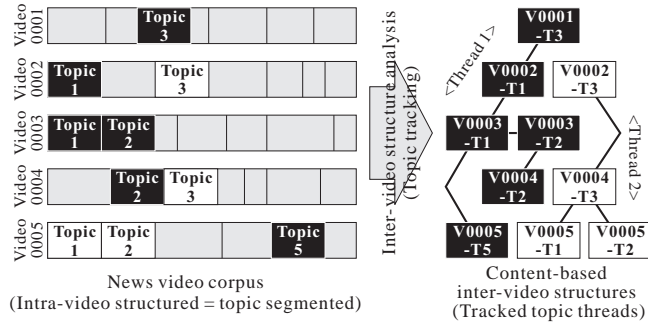 Video
0001
Topic
3
Video
0002
Topic
1
Topic
3
Video
0003
Topic
1
Topic
2
Video
0004
Topic
2
Topic
3
Video
0005
Topic
1
Topic
2
Topic
5
News video corpus
(Intra-video structured = topic segmented)
Inter-video structure analysis
(Topic tracking)
<Thread 1>
V0001
-T3
V0002
-T1
V0002
-T3
V0003
-T1
V0003
-T2
<Thread 2>
V0004
-T2
V0004
-T3
V0005
-T5
V0005
-T1
V0005
-T2
Content-based
inter-video structures
(Tracked topic threads)